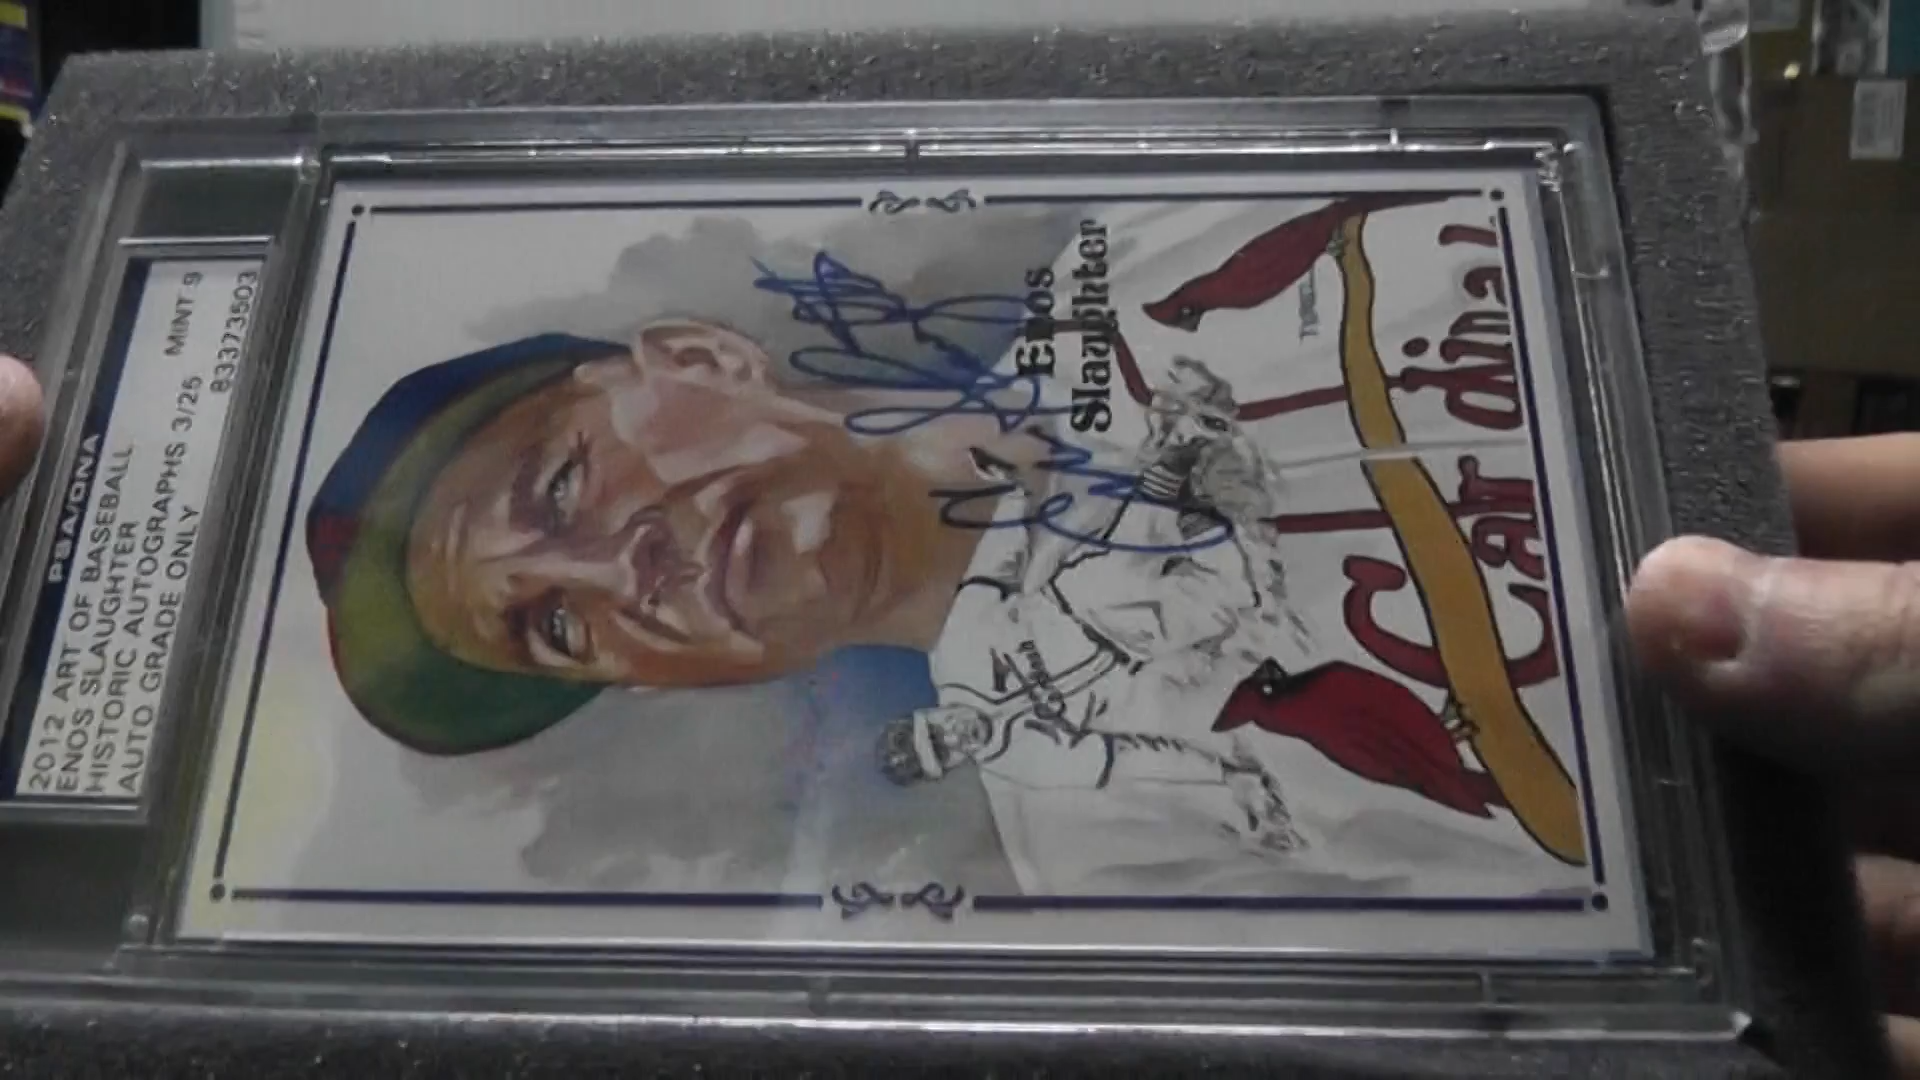 PSA/DNA
2012 ART OF BASEBALL
ENOS SLAUGHTER
HISTORIC AUTOGRAPHS 3/25
AUTO GRADE ONLY
MINT 9
83373503
Enos
Slaughter
Cardinal